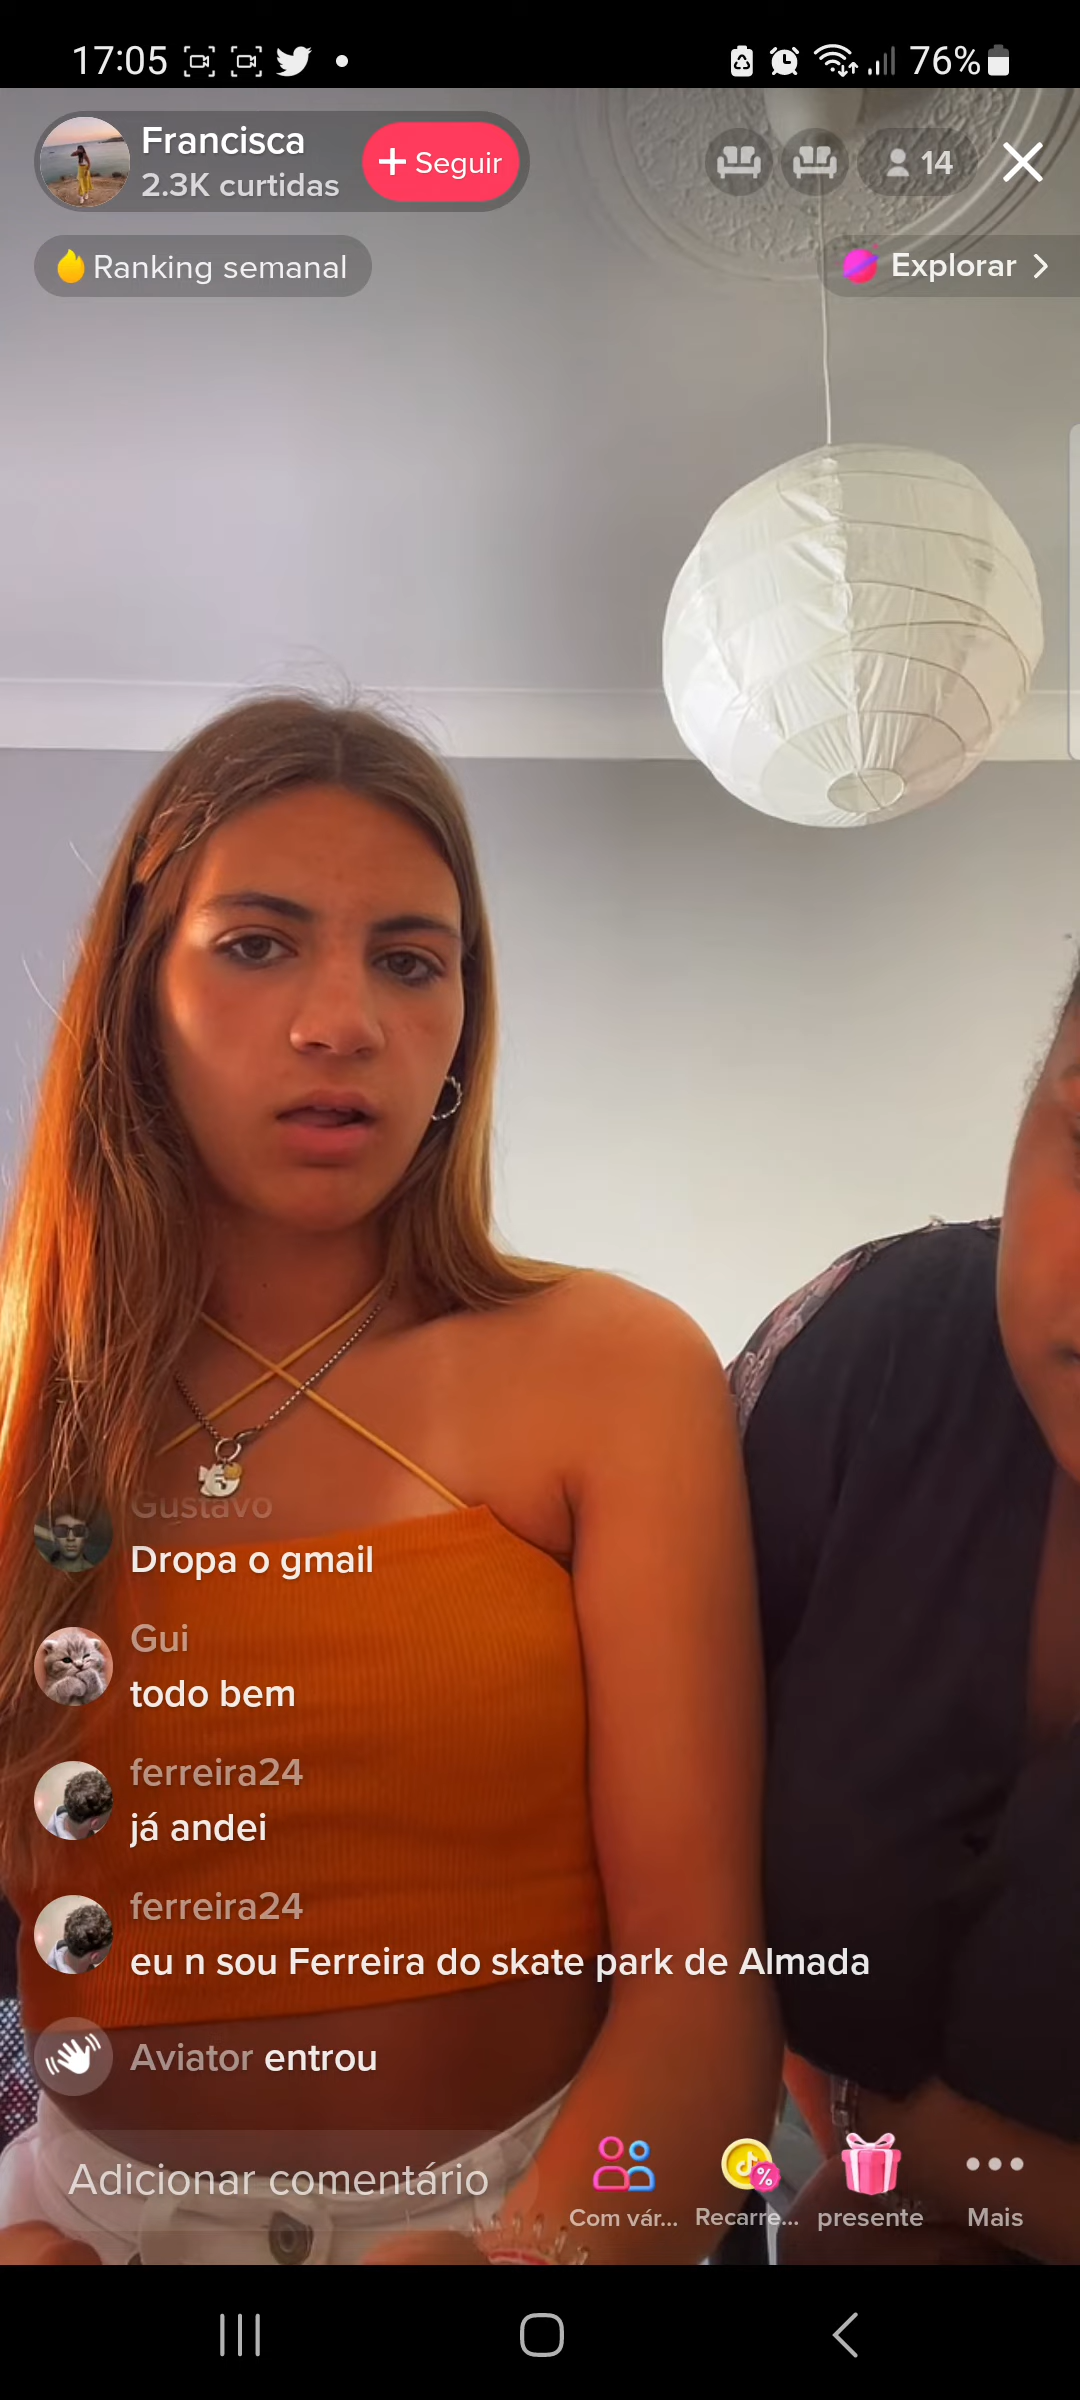 17:05
76%
Francisca
2.3K curtidas
+ Seguir
14
Ranking semanal
Explorar >
Gustavo
Dropa o gmail
Gui
todo bem
ferreira24
já andei
ferreira24
eu n sou Ferreira do skate park de Almada
Aviator entrou
Adicionar comentário
Com vár...
Recarre...
presente
Mais